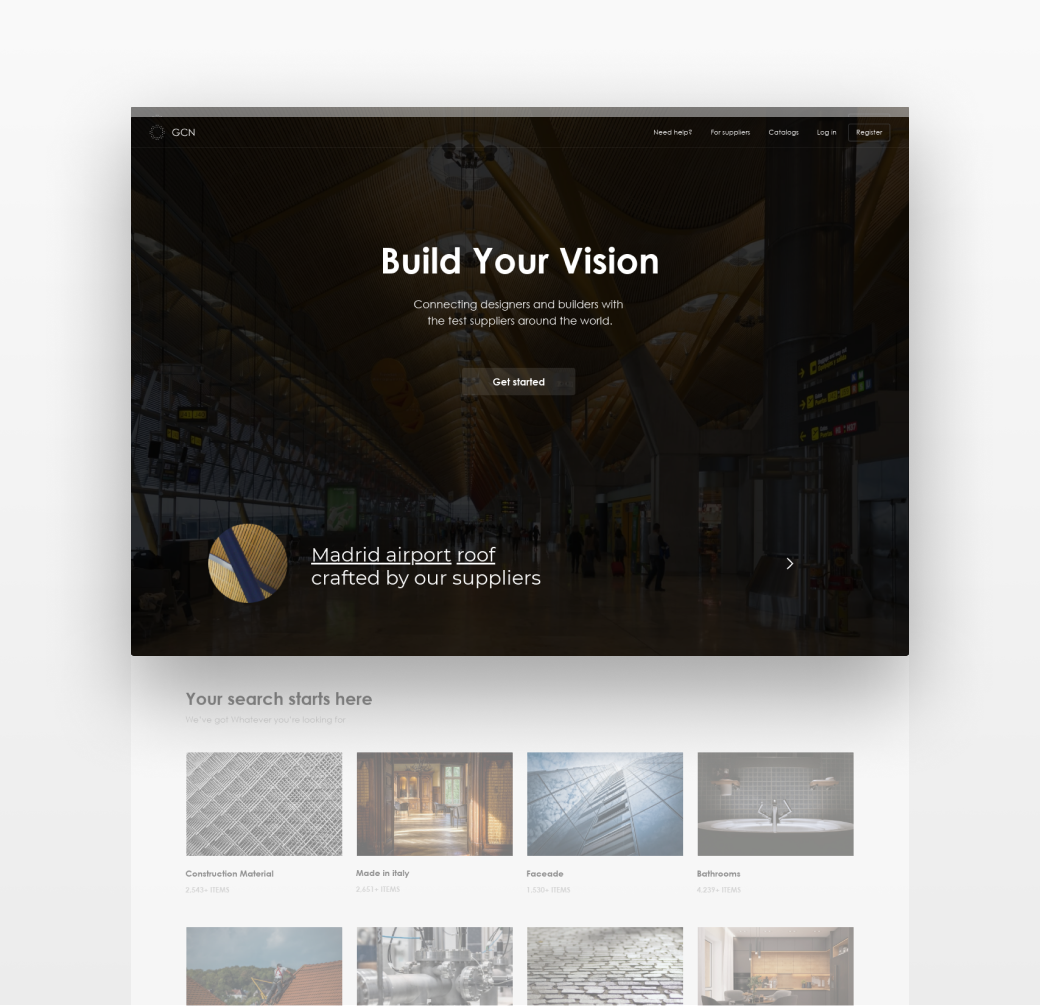 GCN
Need help? For suppliers Catalogs Log in Register
Build Your Vision
Connecting designers and builders with
the test suppliers around the world.
Get started
Madrid airport roof
crafted by our suppliers
Your search starts here
We've got Whatever you're looking for
Construction Material Made in italy Faceade Bathrooms
2,543+ ITEMS 2,651+ ITEMS 1,530+ ITEMS 4,239+ ITEMS